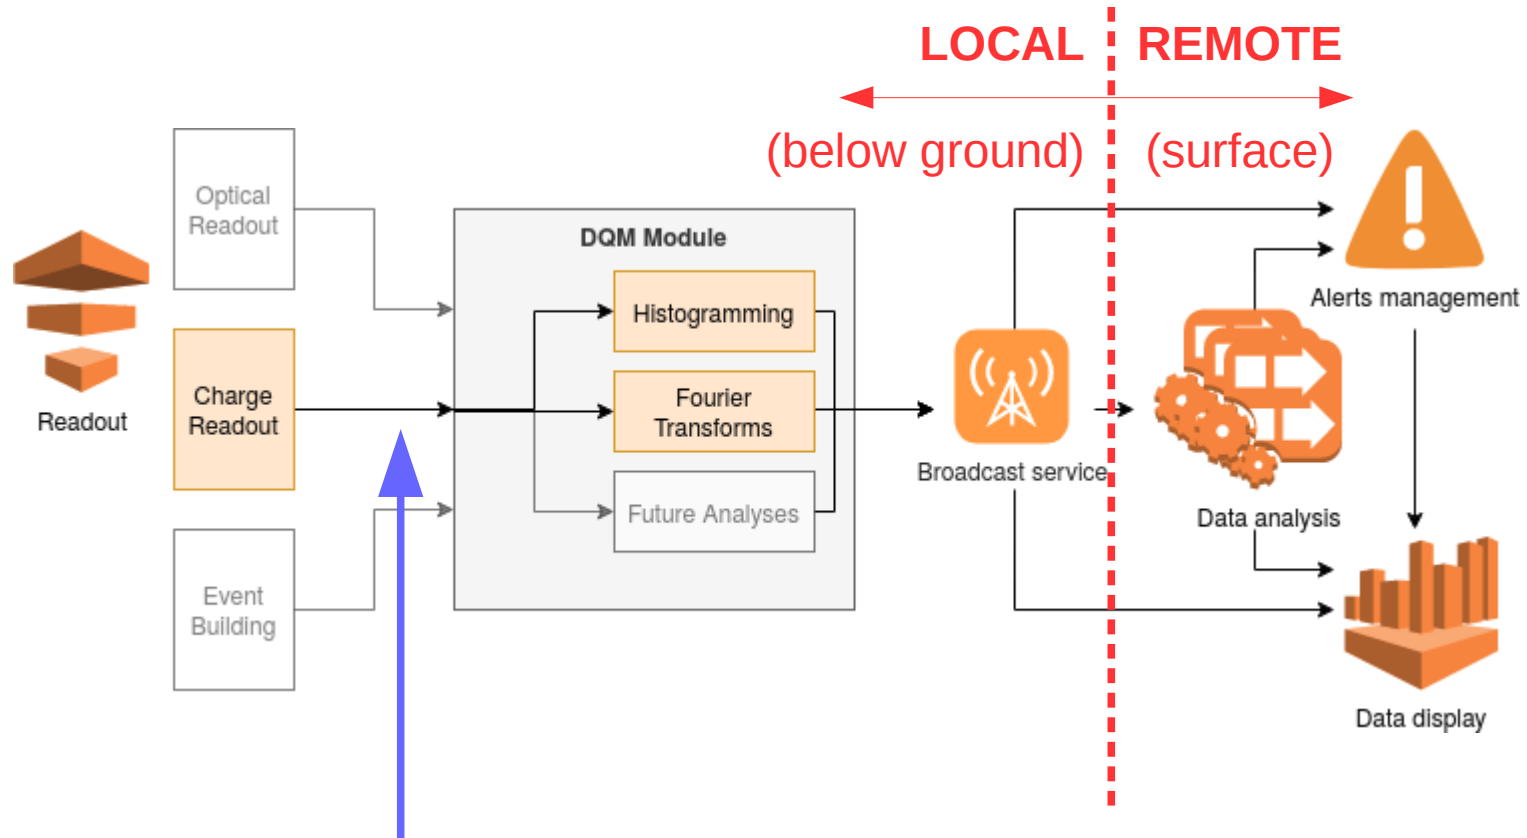 LOCAL
REMOTE
(below ground)
(surface)
Optical
Readout
DQM Module
Histogramming
Alerts management
Charge
Readout
Fourier
Transforms
Readout
Broadcast service
Future Analyses
Data analysis
Event
Building
Data display